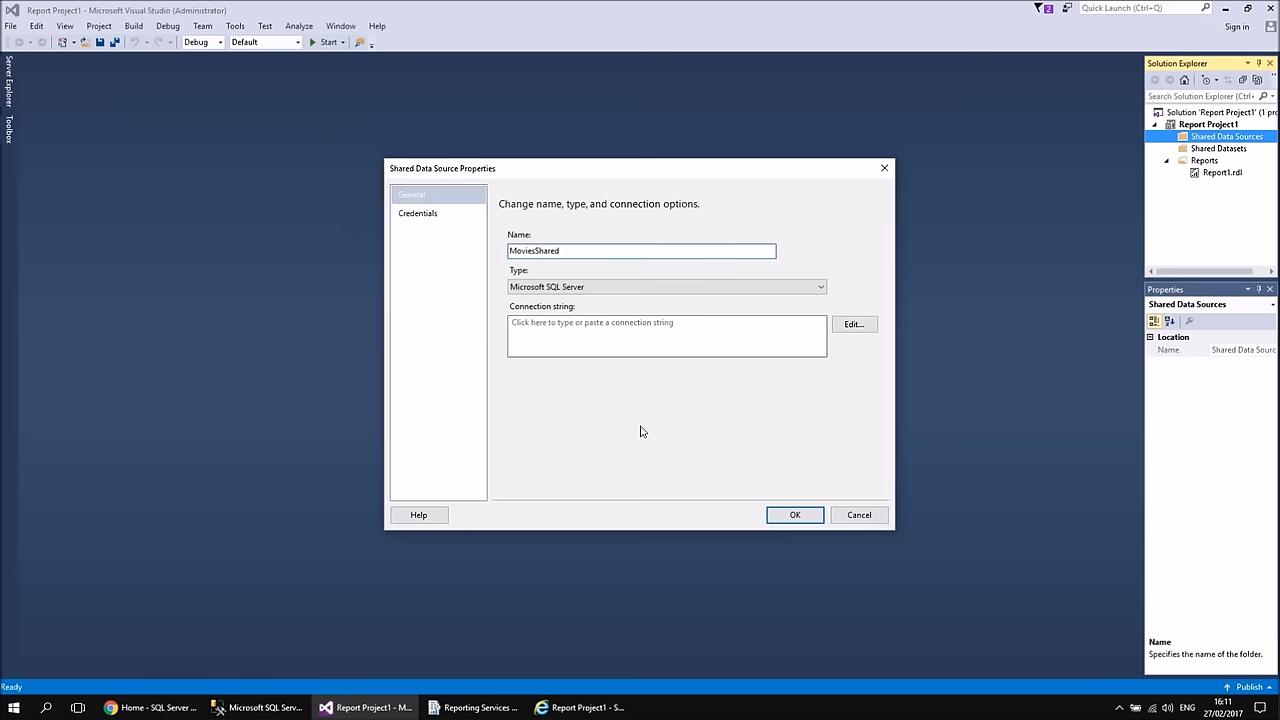 Report Project1 - Microsoft Visual Studio (Administrator)
2
Quick Launch (Ctrl+Q)
File Edit View Project Build Debug Team Tools Test Analyze Window Help
Sign in
Debug Default Start
Server Explorer
Toolbox
Solution Explorer
Search Solution Explorer (Ctrl+
Solution 'Report Project1' (1 pro
Report Project1
Shared Data Sources
Shared Datasets
Reports
Report1.rdl
Shared Data Source Properties
General
Credentials
Change name, type, and connection options.
Name:
MoviesShared
Type:
Microsoft SQL Server
Connection string:
Click here to type or paste a connection string
Edit...
Help
OK
Cancel
Properties
Shared Data Sources
Location
Name Shared Data Sourc
Name
Specifies the name of the folder.
Ready
Publish
Home - SQL Server ...
Microsoft SQL Serv...
Report Project1 - M...
Reporting Services ...
Report Project1 - S...
ENG
16:11
27/02/2017